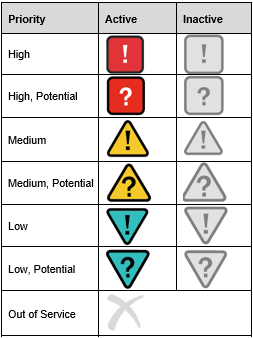 Priority Active Inactive
High ! !
High, Potential ? ?
Medium ! !
Medium, Potential ? ?
Low ! !
Low, Potential ? ?
Out of Service